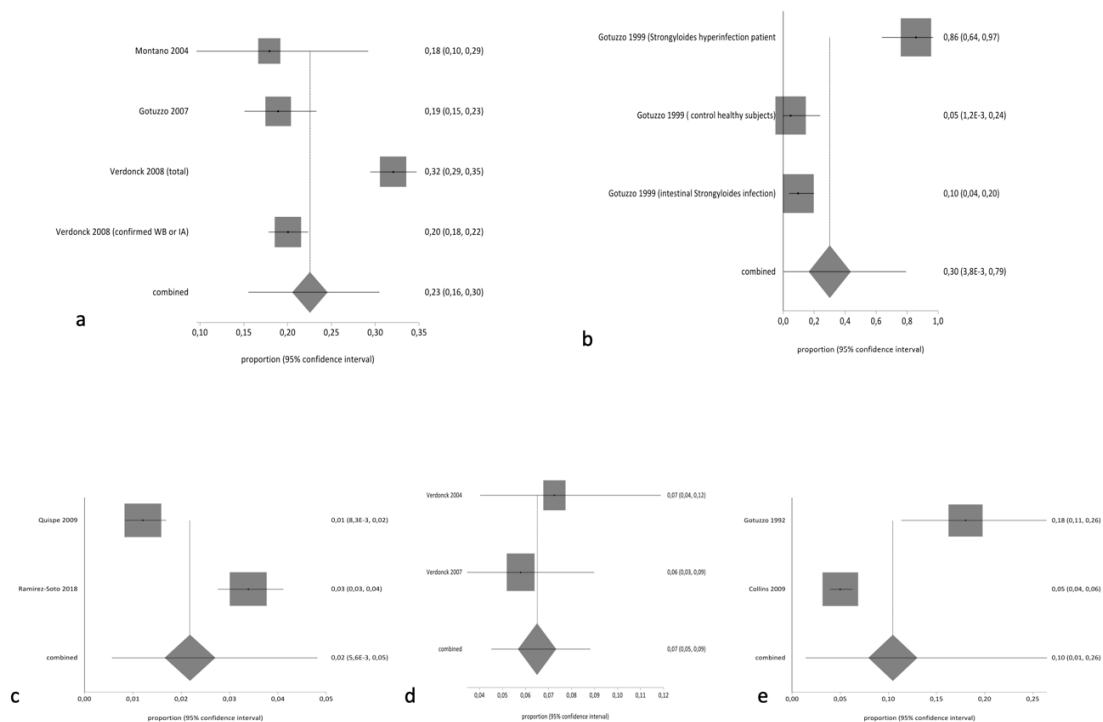 Montano 2004 0,18 (0,10, 0,29)
Gotuzzo 2007 0,19 (0,15, 0,23)
Verdonck 2008 (total) 0,32 (0,29, 0,35)
Verdonck 2008 (confirmed WB or IA) 0,20 (0,18, 0,22)
combined 0,23 (0,16, 0,30)
a
0,10 0,15 0,20 0,25 0,30 0,35
proportion (95% confidence interval)
Gotuzzo 1999 (Strongyloides hyperinfection patient 0,86 (0,64, 0,97)
Gotuzzo 1999 ( control healthy subjects) 0,05 (1,2E-3, 0,24)
Gotuzzo 1999 (intestinal Strongyloides infection) 0,10 (0,04, 0,20)
combined 0,30 (3,8E-3, 0,79)
b
0,0 0,2 0,4 0,6 0,8 1,0
proportion (95% confidence interval)
Quispe 2009 0,01 (8,3E-3, 0,02)
Ramirez-Soto 2018 0,03 (0,03, 0,04)
combined 0,02 (5,6E-3, 0,05)
c
0,00 0,01 0,02 0,03 0,04 0,05
proportion (95% confidence interval)
Verdonck 2004 0,07 (0,04, 0,12)
Verdonck 2007 0,06 (0,03, 0,09)
combined 0,07 (0,05, 0,09)
d
0,04 0,05 0,06 0,07 0,08 0,09 0,10 0,11 0,12
proportion (95% confidence interval)
Gotuzzo 1992 0,18 (0,11, 0,26)
Collins 2009 0,05 (0,04, 0,06)
combined 0,10 (0,01, 0,26)
e
0,00 0,05 0,10 0,15 0,20 0,25
proportion (95% confidence interval)